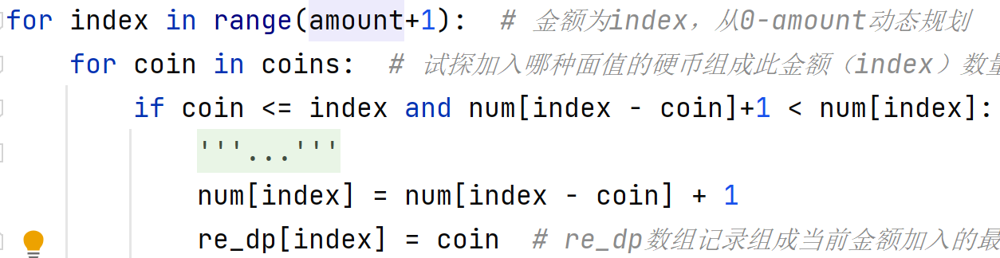 for index in range(amount+1):  # 金额为index，从0-amount动态规划
for coin in coins:  # 试探加入哪种面值的硬币组成此金额（index）数量
if coin <= index and num[index - coin]+1 < num[index]:
'''...'''
num[index] = num[index - coin] + 1
re_dp[index] = coin  # re_dp数组记录组成当前金额加入的最